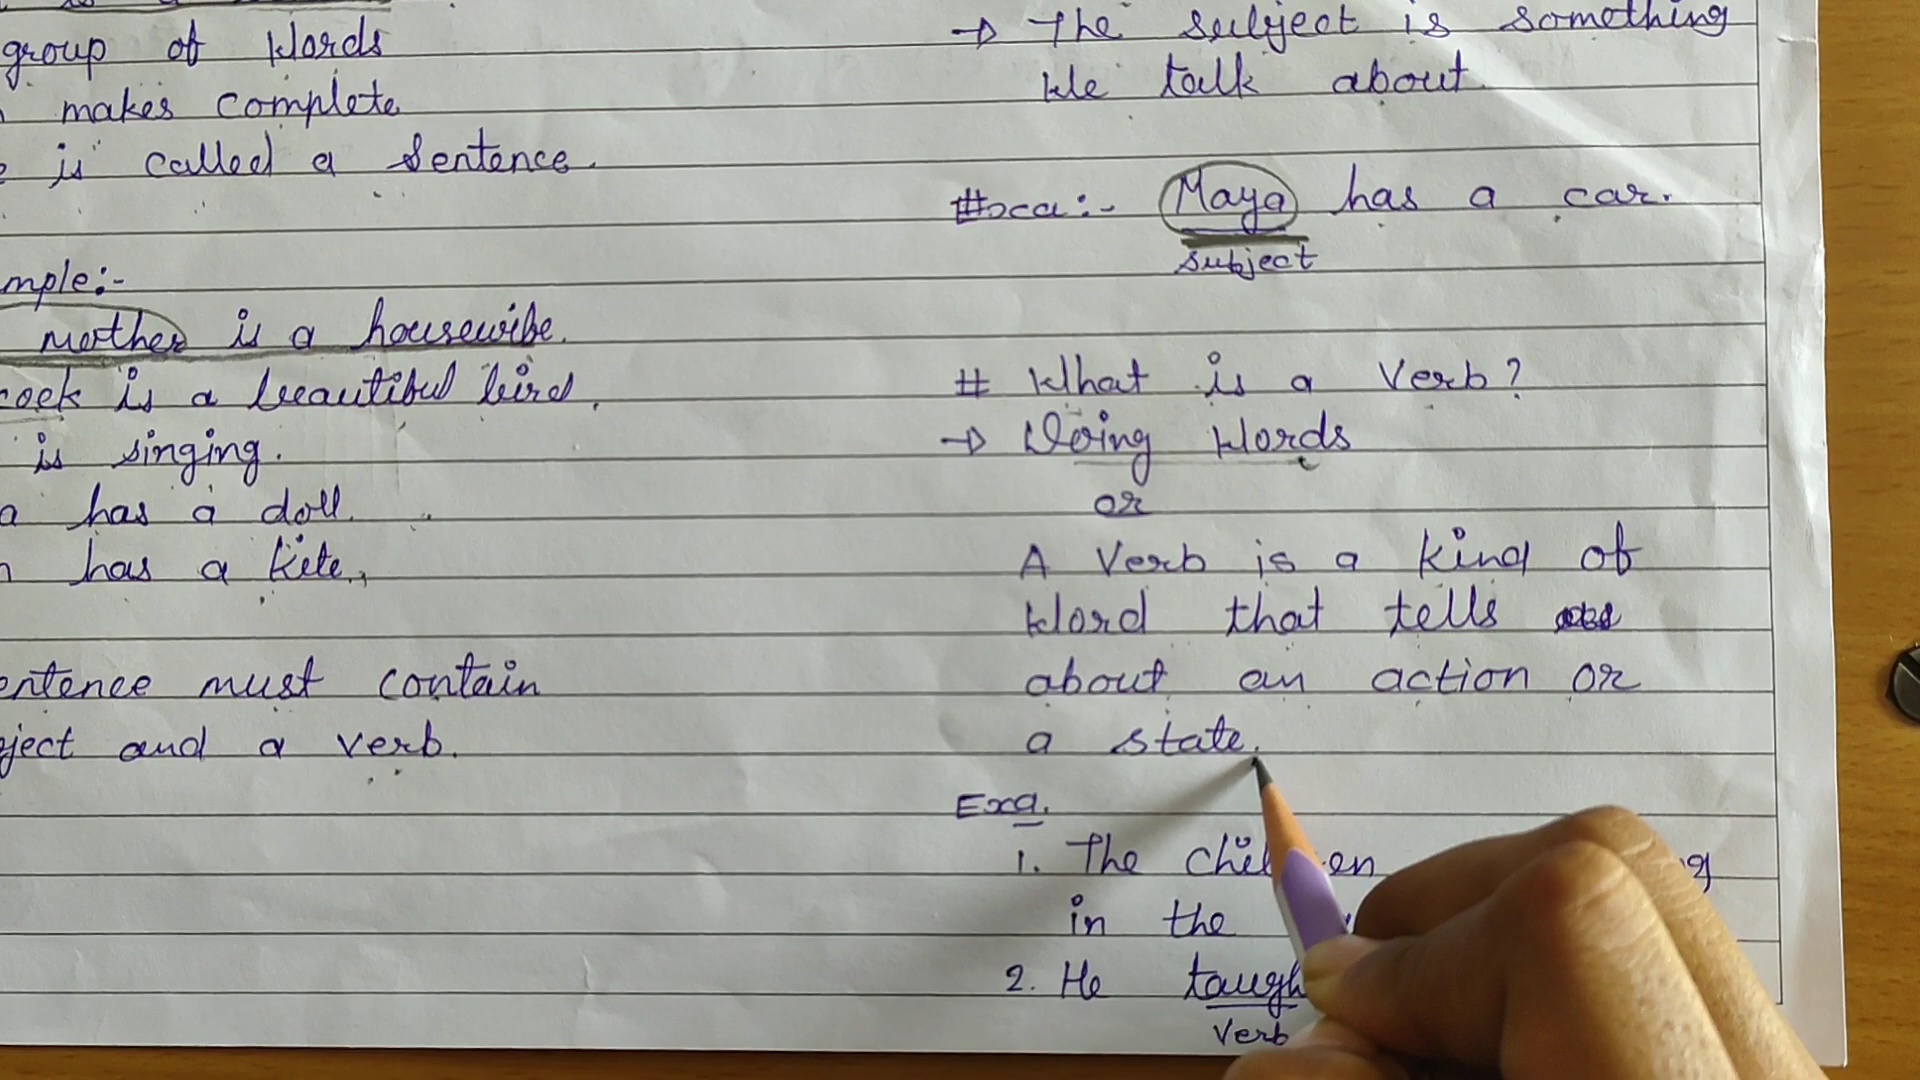 group of Words
makes complete
is called a Sentence.
mple:-
mother is a housewife.
cock is a beautiful bird.
is singing.
a has a doll.
n has a kite.
entence must contain
ject and a verb.
→ The subject is something
We talk about.
#Exa:- Maya has a car.
subject
# What is a Verb?
→ Doing Words
or
A Verb is a kind of
Word that tells
about an action or
a state.
Exa.
1. The
in the
2. He taugh
Verb